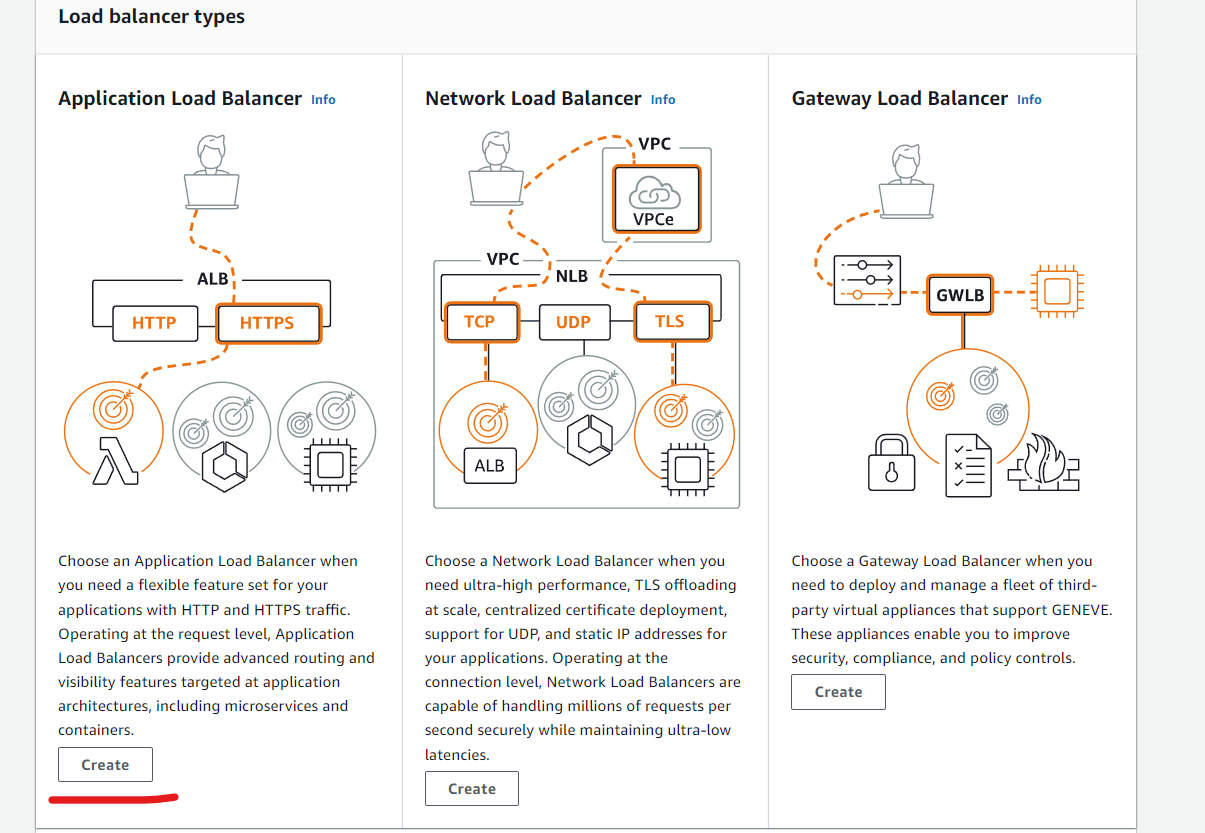 Load balancer types
Application Load Balancer Info
ALB
HTTP
HTTPS
Choose an Application Load Balancer when
you need a flexible feature set for your
applications with HTTP and HTTPS traffic.
Operating at the request level, Application
Load Balancers provide advanced routing and
visibility features targeted at application
architectures, including microservices and
containers.
Create
Network Load Balancer Info
VPC
VPCe
VPC
NLB
TCP
UDP
TLS
ALB
Choose a Network Load Balancer when you
need ultra-high performance, TLS offloading
at scale, centralized certificate deployment,
support for UDP, and static IP addresses for
your applications. Operating at the
connection level, Network Load Balancers are
capable of handling millions of requests per
second securely while maintaining ultra-low
latencies.
Create
Gateway Load Balancer Info
GWLB
Choose a Gateway Load Balancer when you
need to deploy and manage a fleet of third-
party virtual appliances that support GENEVE.
These appliances enable you to improve
security, compliance, and policy controls.
Create